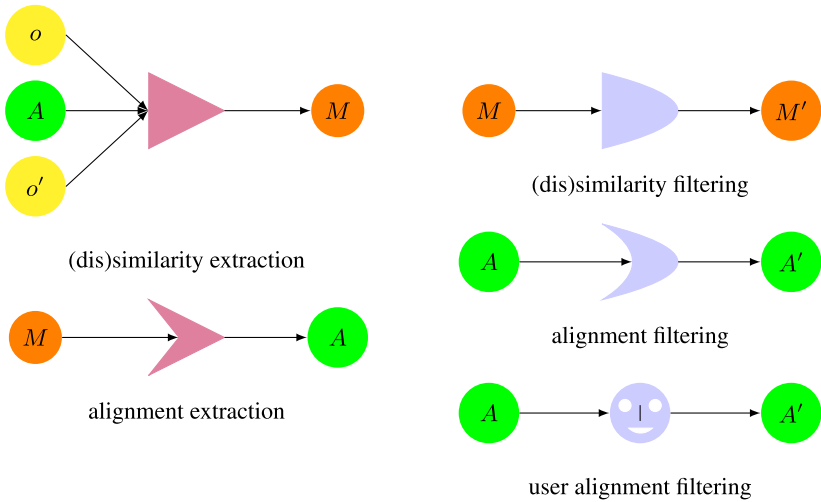 o
A
M
o′
(dis)similarity extraction
M
A
alignment extraction
M
M′
(dis)similarity filtering
A
A′
alignment filtering
A
A′
user alignment filtering